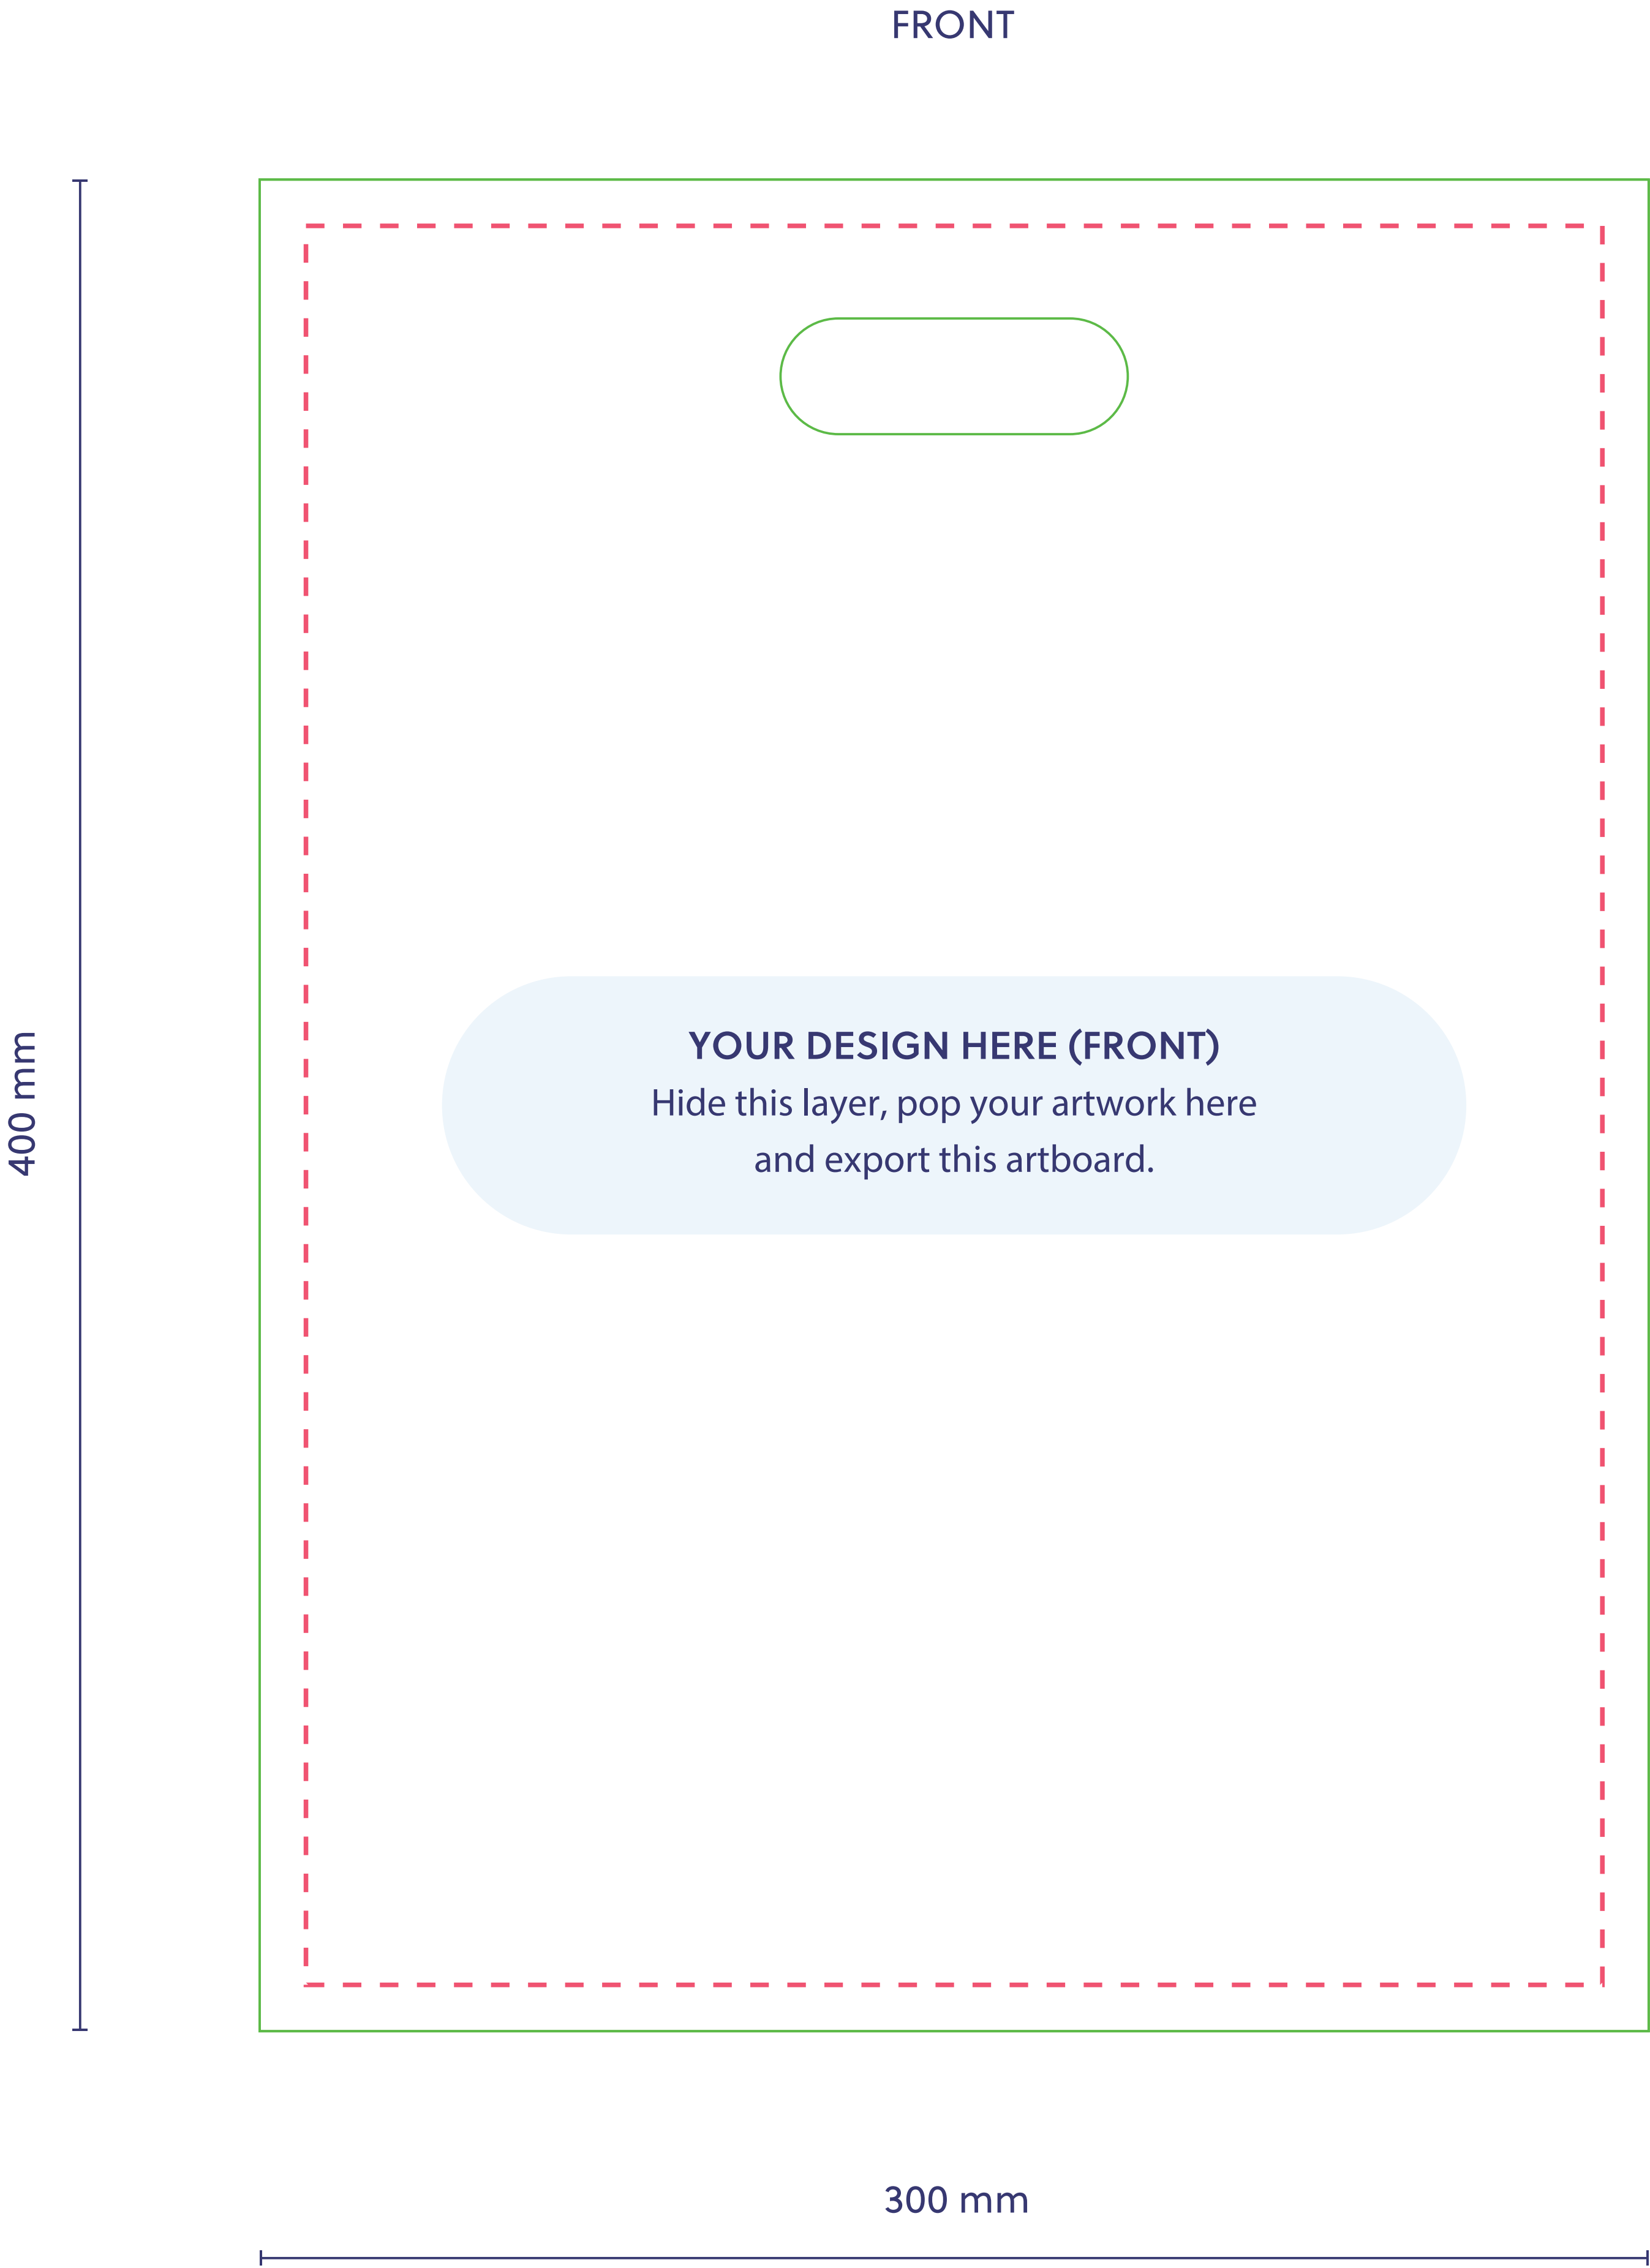 FRONT
400 mm
YOUR DESIGN HERE (FRONT)
Hide this layer, pop your artwork here
and export this artboard.
300 mm